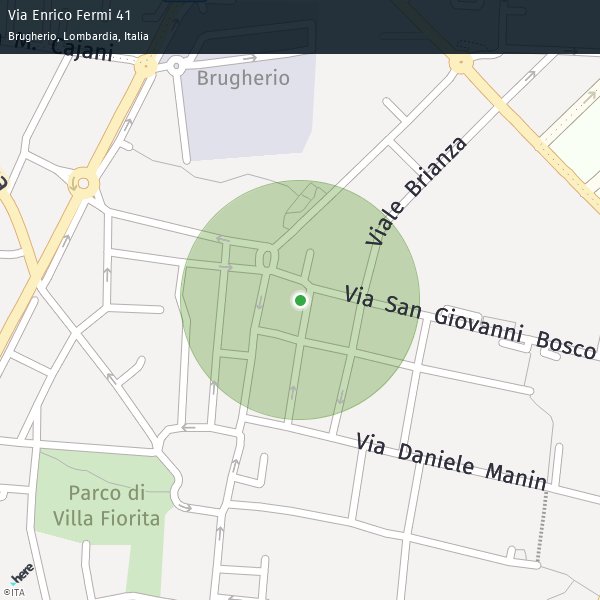 Via Enrico Fermi 41
Brugherio, Lombardia, Italia
M. Cajani
Brugherio
Viale Brianza
Via San Giovanni Bosco
Via Daniele Manin
Parco di
Villa Fiorita
here
©ITA